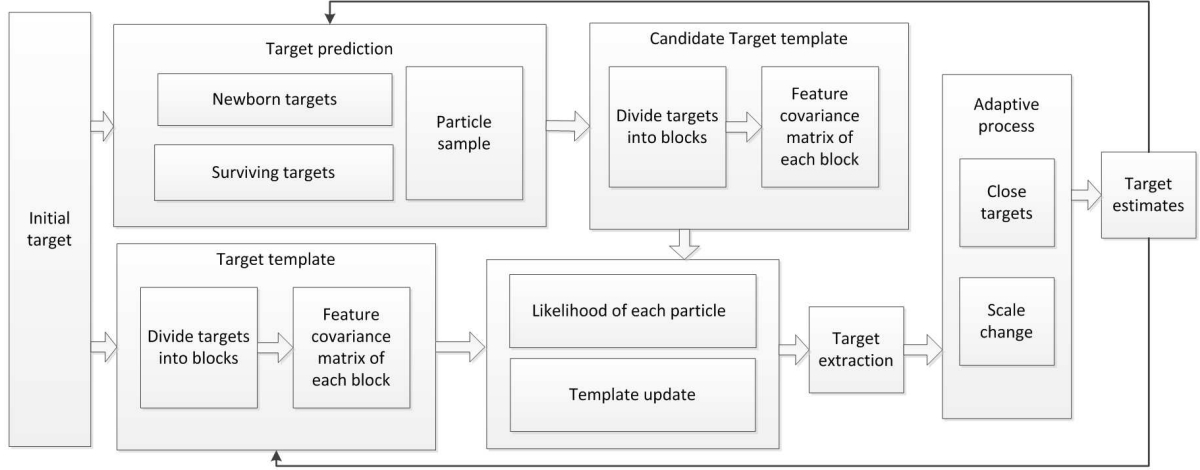 Initial
target
Target prediction
Newborn targets
Surviving targets
Particle
sample
Candidate Target template
Divide targets
into blocks
Feature
covariance
matrix of
each block
Target template
Divide targets
into blocks
Feature
covariance
matrix of
each block
Likelihood of each particle
Template update
Target
extraction
Adaptive
process
Close
targets
Scale
change
Target
estimates